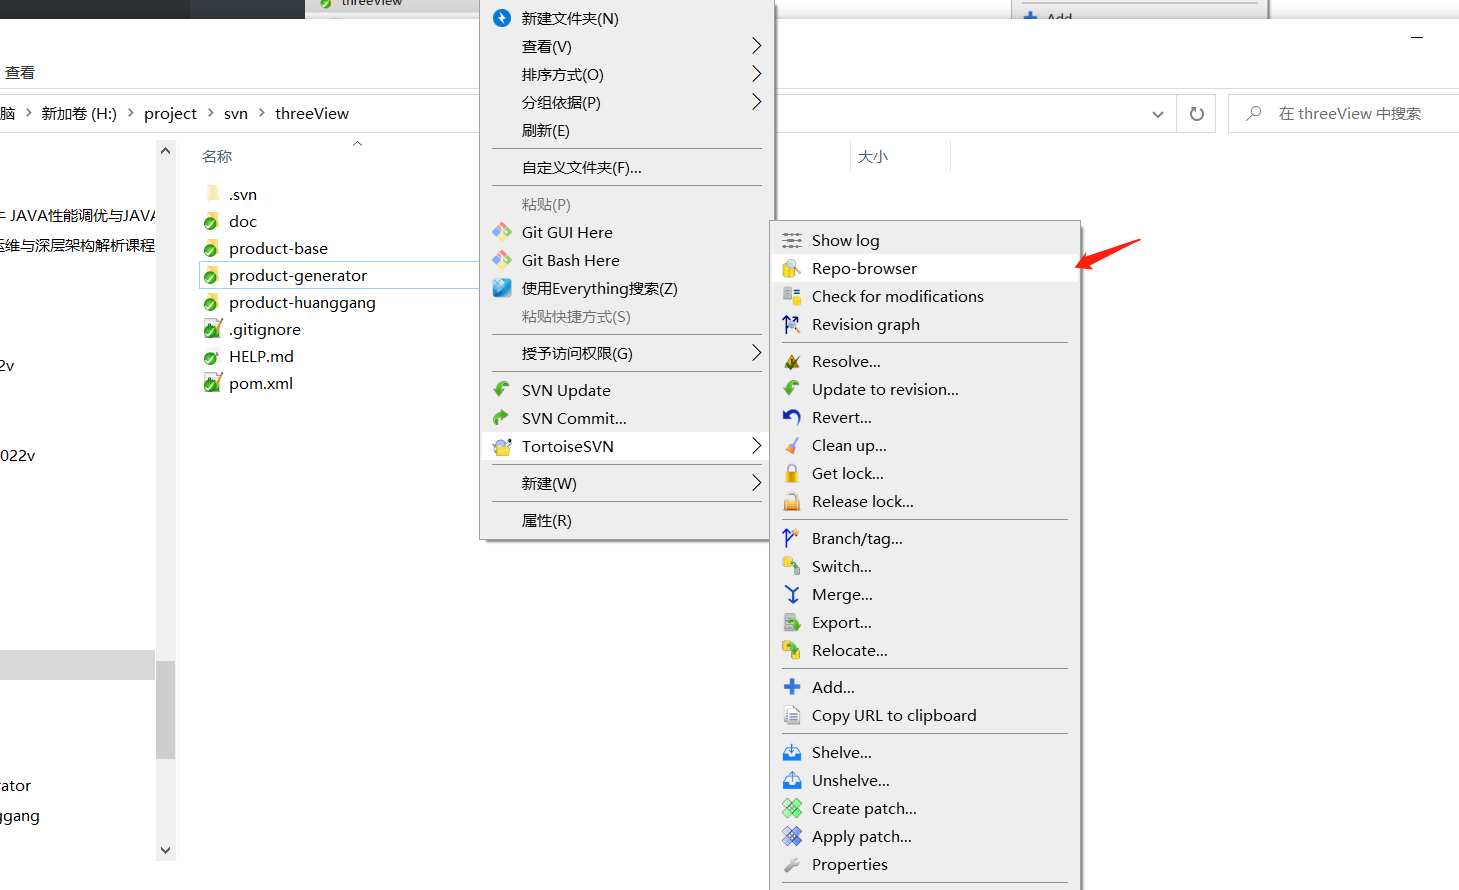 threeView
Add
查看
脑 › 新加卷 (H:) › project › svn › threeView
在 threeView 中搜索
名称
大小
JAVA性能调优与JAVA
运维与深层架构解析课程
2v
022v
ator
ggang
.svn
doc
product-base
product-generator
product-huanggang
.gitignore
HELP.md
pom.xml
新建文件夹(N)
查看(V)
排序方式(O)
分组依据(P)
刷新(E)
自定义文件夹(F)...
粘贴(P)
Git GUI Here
Git Bash Here
使用Everything搜索(Z)
粘贴快捷方式(S)
授予访问权限(G)
SVN Update
SVN Commit...
TortoiseSVN
新建(W)
属性(R)
Show log
Repo-browser
Check for modifications
Revision graph
Resolve...
Update to revision...
Revert...
Clean up...
Get lock...
Release lock...
Branch/tag...
Switch...
Merge...
Export...
Relocate...
Add...
Copy URL to clipboard
Shelve...
Unshelve...
Create patch...
Apply patch...
Properties